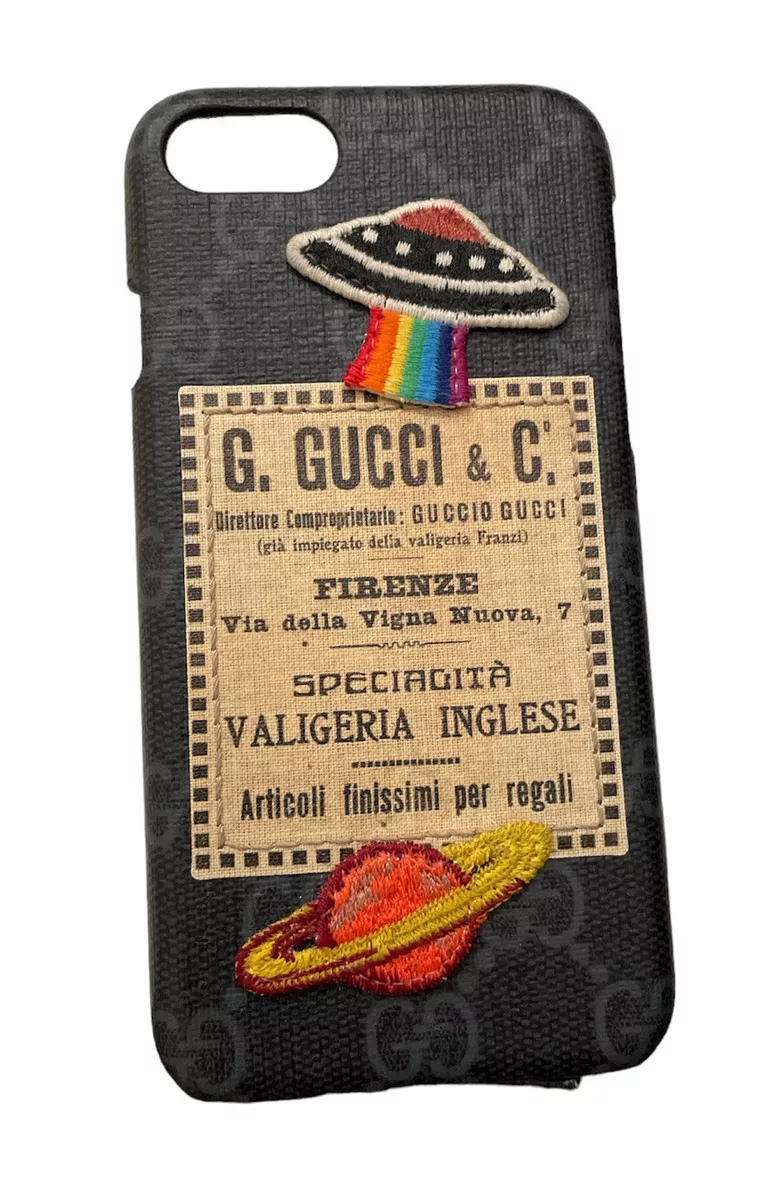 G. GUCCI & C.º
Direttore Comproprietario: GUCCIO GUCCI
(già impiegato della valigeria Franzi)
FIRENZE
Via della Vigna Nuova, 7
SPECIALITÀ
VALIGERIA INGLESE
Articoli finissimi per regali